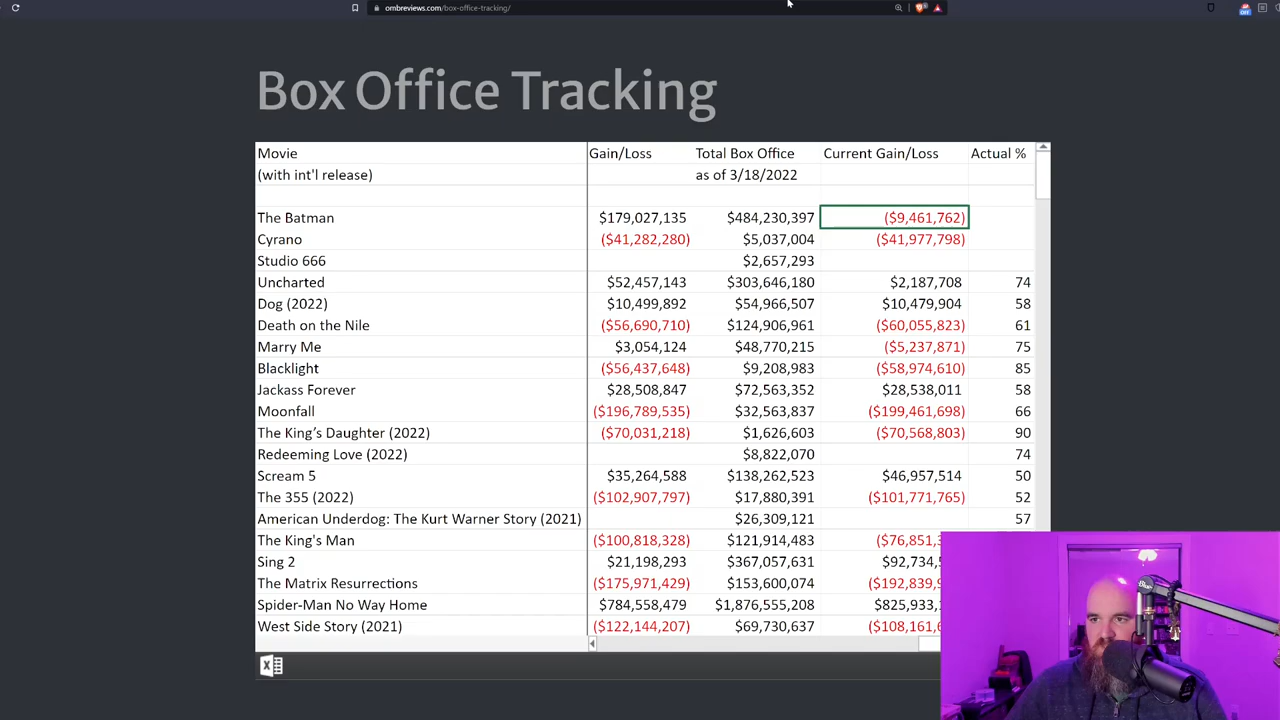 ombreviews.com/box-office-tracking/
Box Office Tracking
Movie Gain/Loss Total Box Office Current Gain/Loss Actual %
(with int'l release) as of 3/18/2022
The Batman $179,027,135 $484,230,397 ($9,461,762)
Cyrano ($41,282,280) $5,037,004 ($41,977,798)
Studio 666 $2,657,293
Uncharted $52,457,143 $303,646,180 $2,187,708 74
Dog (2022) $10,499,892 $54,966,507 $10,479,904 58
Death on the Nile ($56,690,710) $124,906,961 ($60,055,823) 61
Marry Me $3,054,124 $48,770,215 ($5,237,871) 75
Blacklight ($56,437,648) $9,208,983 ($58,974,610) 85
Jackass Forever $28,508,847 $72,563,352 $28,538,011 58
Moonfall ($196,789,535) $32,563,837 ($199,461,698) 66
The King’s Daughter (2022) ($70,031,218) $1,626,603 ($70,568,803) 90
Redeeming Love (2022) $8,822,070 74
Scream 5 $35,264,588 $138,262,523 $46,957,514 50
The 355 (2022) ($102,907,797) $17,880,391 ($101,771,765) 52
American Underdog: The Kurt Warner Story (2021) $26,309,121 57
The King's Man ($100,818,328) $121,914,483 ($76,851,
Sing 2 $21,198,293 $367,057,631 $92,734,
The Matrix Resurrections ($175,971,429) $153,600,074 ($192,839,
Spider-Man No Way Home $784,558,479 $1,876,555,208 $825,933,
West Side Story (2021) ($122,144,207) $69,730,637 ($108,161,